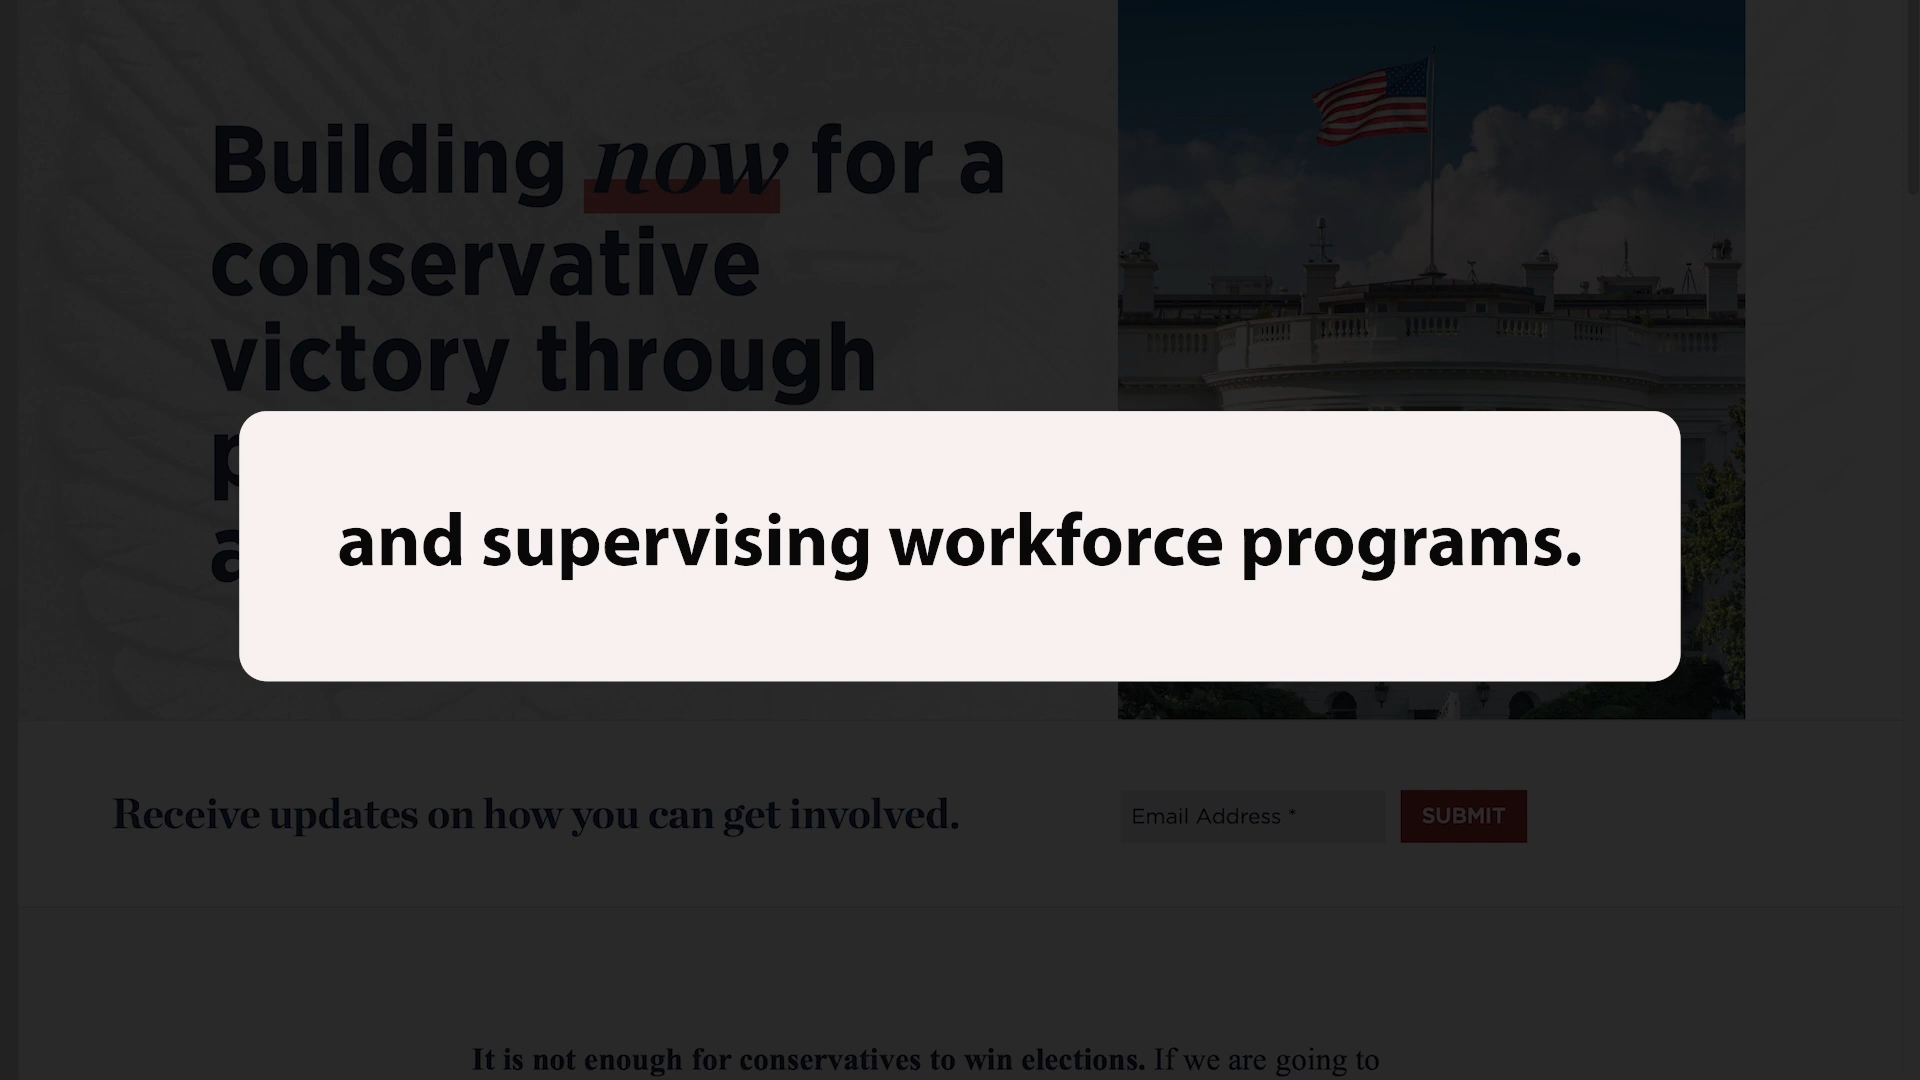 Building now for a
conservative
victory through
p
a
and supervising workforce programs.
Receive updates on how you can get involved.
Email Address *
SUBMIT
It is not enough for conservatives to win elections. If we are going to